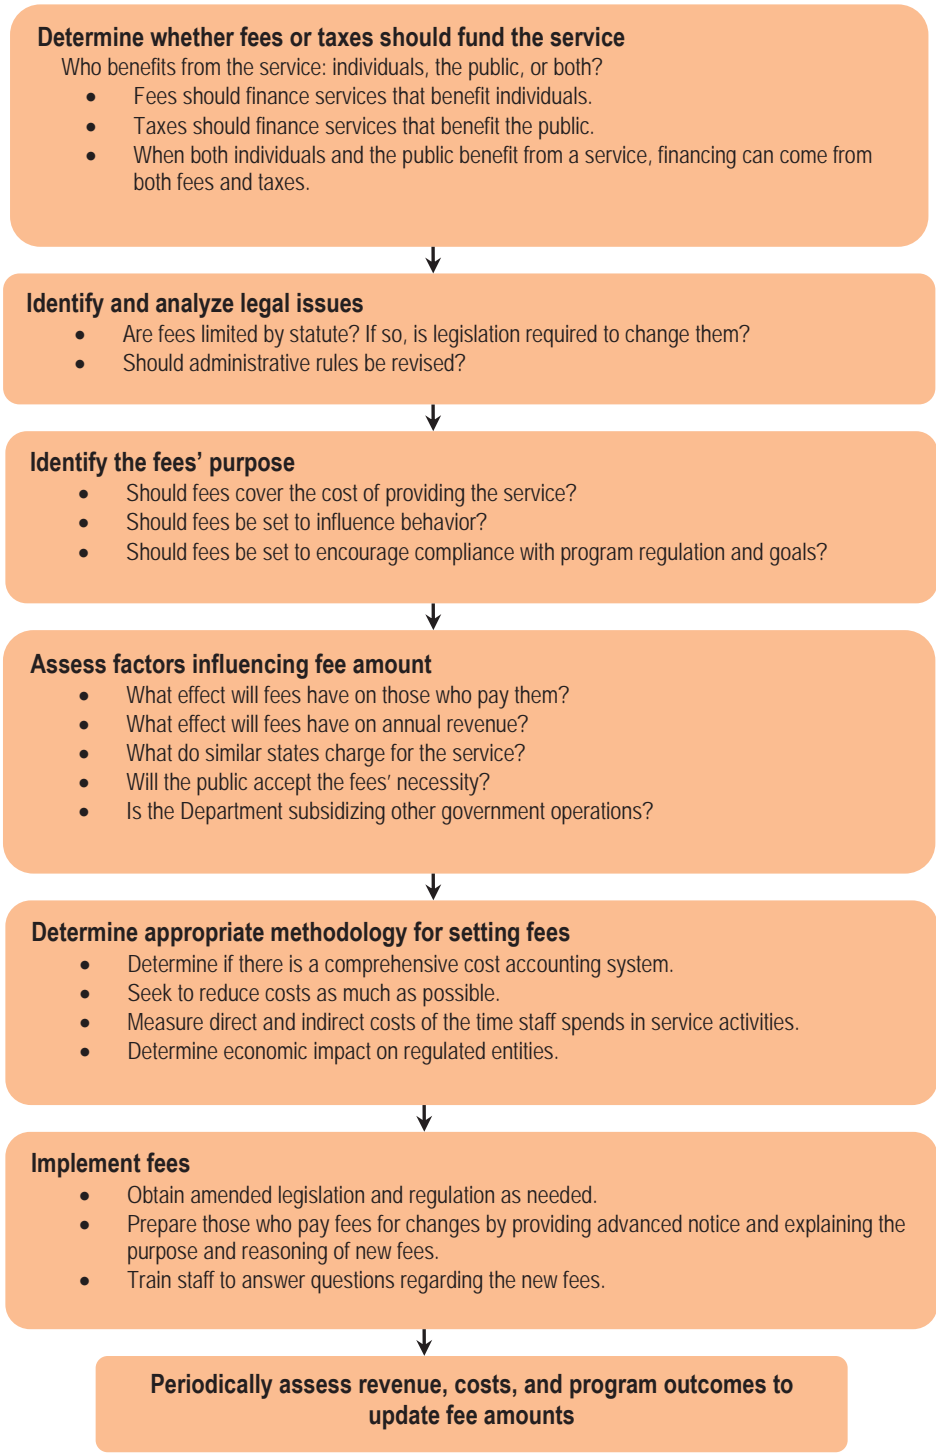 Determine whether fees or taxes should fund the service
Who benefits from the service: individuals, the public, or both?
• Fees should finance services that benefit individuals.
• Taxes should finance services that benefit the public.
• When both individuals and the public benefit from a service, financing can come from
both fees and taxes.
Identify and analyze legal issues
• Are fees limited by statute? If so, is legislation required to change them?
• Should administrative rules be revised?
Identify the fees’ purpose
• Should fees cover the cost of providing the service?
• Should fees be set to influence behavior?
• Should fees be set to encourage compliance with program regulation and goals?
Assess factors influencing fee amount
• What effect will fees have on those who pay them?
• What effect will fees have on annual revenue?
• What do similar states charge for the service?
• Will the public accept the fees’ necessity?
• Is the Department subsidizing other government operations?
Determine appropriate methodology for setting fees
• Determine if there is a comprehensive cost accounting system.
• Seek to reduce costs as much as possible.
• Measure direct and indirect costs of the time staff spends in service activities.
• Determine economic impact on regulated entities.
Implement fees
• Obtain amended legislation and regulation as needed.
• Prepare those who pay fees for changes by providing advanced notice and explaining the
purpose and reasoning of new fees.
• Train staff to answer questions regarding the new fees.
Periodically assess revenue, costs, and program outcomes to
update fee amounts